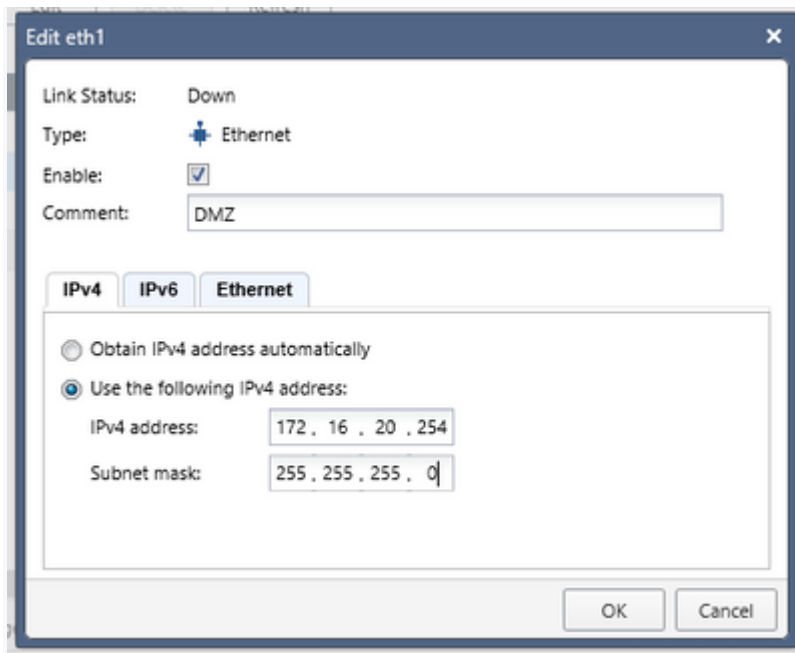 Refresh
Edit eth1
Link Status: Down
Type: Ethernet
Enable:
Comment: DMZ
IPv4 IPv6 Ethernet
Obtain IPv4 address automatically
Use the following IPv4 address:
IPv4 address: 172 . 16 . 20 . 254
Subnet mask: 255 . 255 . 255 . 0
OK Cancel